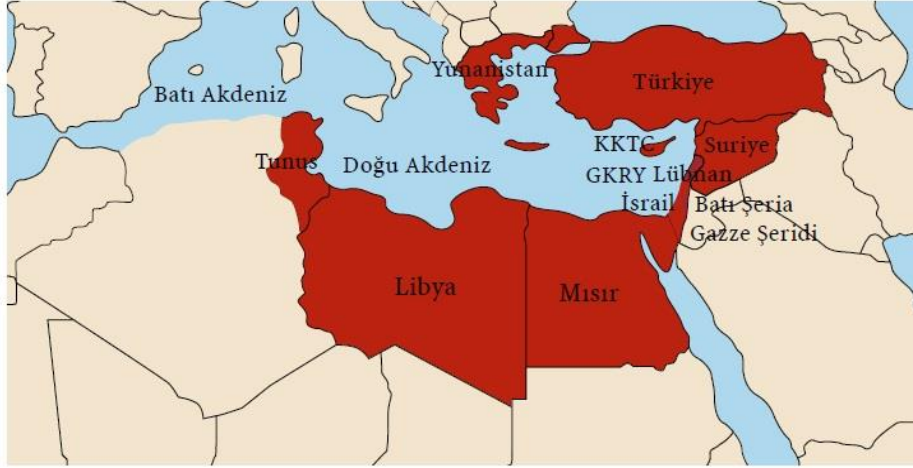 Yunanistan
Türkiye
Batı Akdeniz
KKTC
Suriye
Tunus
Doğu Akdeniz
GKRY Lübnan
İsrail
Batı Şeria
Gazze Şeridi
Libya
Mısır